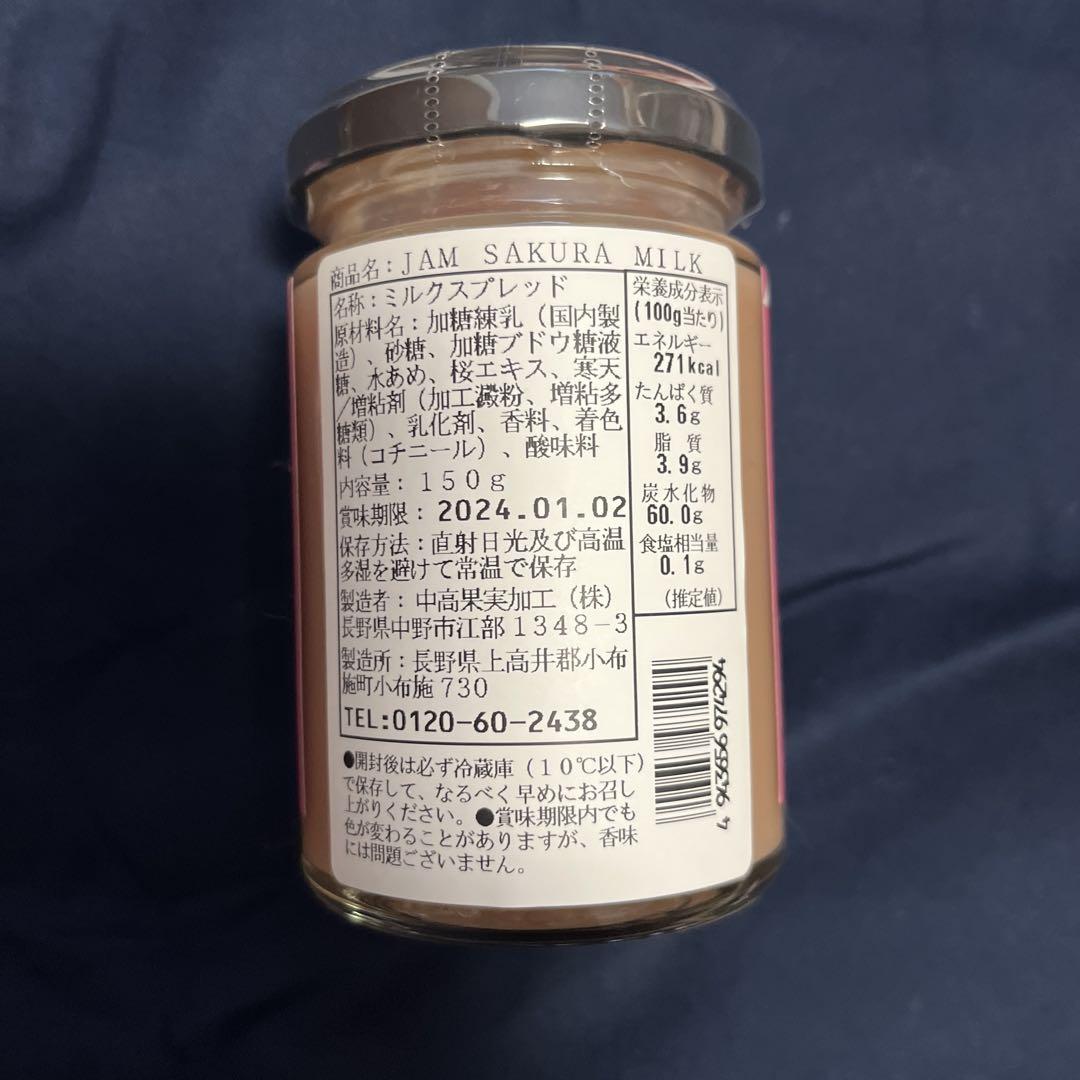 商品名：JAM SAKURA MILK
名称：ミルクスプレッド
原材料名：加糖練乳（国内製
造）、砂糖、加糖ブドウ糖液
糖、水あめ、桜エキス、寒天
／増粘剤（加工澱粉、増粘多
糖類）、乳化剤、香料、着色
料（コチニール）、酸味料
内容量：150g
賞味期限：2024.01.02
保存方法：直射日光及び高温
多湿を避けて常温で保存
製造者：中高果実加工（株）
長野県中野市江部1348-3
製造所：長野県上高井郡小布
施町小布施730
TEL:0120-60-2438
栄養成分表示
(100g当たり)
エネルギー
271kcal
たんぱく質
3.6g
脂質
3.9g
炭水化物
60.0g
食塩相当量
0.1g
（推定値）
●開封後は必ず冷蔵庫（10℃以下）
で保存して、なるべく早めにお召し
上がりください。●賞味期限内でも
色が変わることがありますが、香味
には問題ございません。
4 943656 974294